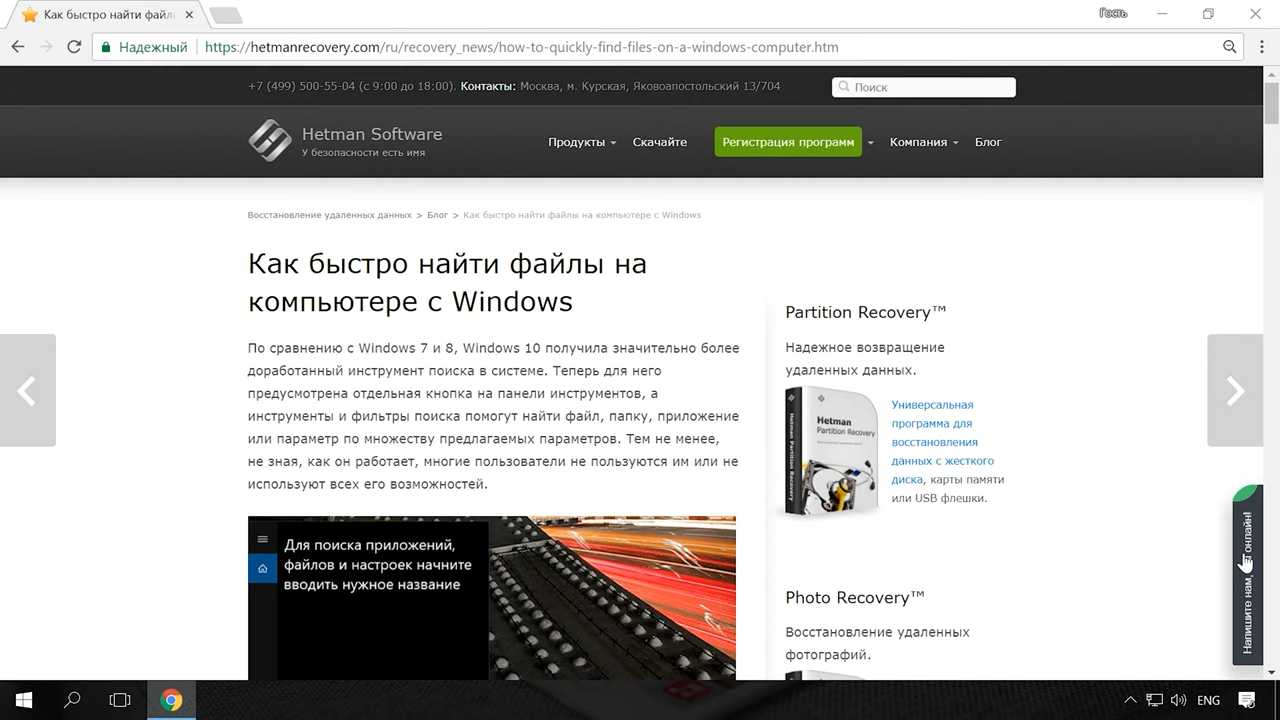 Как быстро найти файл
Гость
Надежный
https://hetmanrecovery.com/ru/recovery_news/how-to-quickly-find-files-on-a-windows-computer.htm
+7 (499) 500-55-04 (с 9:00 до 18:00). Контакты: Москва, м. Курская, Яковоапостольский 13/704
Поиск
Hetman Software
У безопасности есть имя
Продукты
Скачайте
Регистрация программ
Компания
Блог
Восстановление удаленных данных > Блог > Как быстро найти файлы на компьютере с Windows
Как быстро найти файлы на
компьютере с Windows
По сравнению с Windows 7 и 8, Windows 10 получила значительно более
доработанный инструмент поиска в системе. Теперь для него
предусмотрена отдельная кнопка на панели инструментов, а
инструменты и фильтры поиска помогут найти файл, папку, приложение
или параметр по множеству предлагаемых параметров. Тем не менее,
не зная, как он работает, многие пользователи не пользуются им или не
используют всех его возможностей.
Для поиска приложений,
файлов и настроек начните
вводить нужное название
Partition Recovery™
Надежное возвращение
удаленных данных.
Hetman
Partition Recovery
Hetman Partition Recovery
Универсальная
программа для
восстановления
данных с жесткого
диска, карты памяти
или USB флешки.
Photo Recovery™
Восстановление удаленных
фотографий.
Напишите нам, онлайн!
ENG